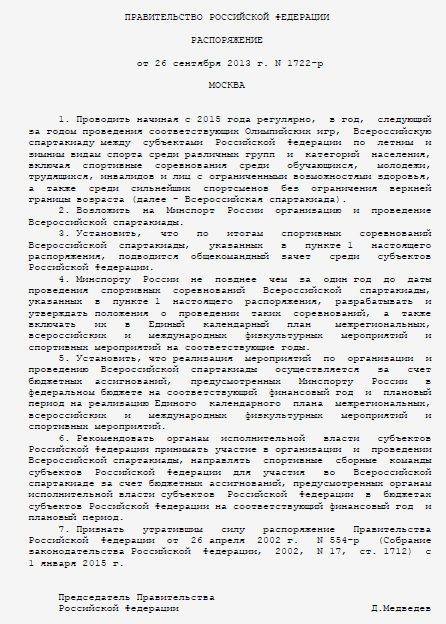 ПРАВИТЕЛЬСТВО РОССИЙСКОЙ ФЕДЕРАЦИИ
РАСПОРЯЖЕНИЕ
от 26 сентября 2013 г. N 1722-р
МОСКВА
1. Проводить начиная с 2015 года регулярно, в год, следующий
за годом проведения соответствующих Олимпийских игр, Всероссийскую
спартакиаду между субъектами Российской Федерации по летним и
зимним видам спорта среди различных групп и категорий населения,
включая спортивные соревнования среди обучающихся, молодежи,
трудящихся, инвалидов и лиц с ограниченными возможностями здоровья,
а также среди сильнейших спортсменов без ограничения верхней
границы возраста (далее - Всероссийская спартакиада).
2. Возложить на Минспорт России организацию и проведение
Всероссийской спартакиады.
3. Установить, что по итогам спортивных соревнований
Всероссийской спартакиады, указанных в пункте 1 настоящего
распоряжения, подводится общекомандный зачет среди субъектов
Российской Федерации.
4. Минспорту России не позднее чем за один год до даты
проведения спортивных соревнований Всероссийской спартакиады,
указанных в пункте 1 настоящего распоряжения, разрабатывать и
утверждать положения о проведении таких соревнований, а также
включать их в Единый календарный план межрегиональных,
всероссийских и международных физкультурных мероприятий и
спортивных мероприятий на соответствующие годы.
5. Установить, что реализация мероприятий по организации и
проведению Всероссийской спартакиады осуществляется за счет
бюджетных ассигнований, предусмотренных Минспорту России в
федеральном бюджете на соответствующий финансовый год и плановый
период на реализацию Единого календарного плана межрегиональных,
всероссийских и международных физкультурных мероприятий и
спортивных мероприятий.
6. Рекомендовать органам исполнительной власти субъектов
Российской Федерации принимать участие в организации и проведении
Всероссийской спартакиады, направлять спортивные сборные команды
субъектов Российской Федерации для участия во Всероссийской
спартакиаде за счет бюджетных ассигнований, предусмотренных органам
исполнительной власти субъектов Российской Федерации в бюджетах
субъектов Российской Федерации на соответствующий финансовый год и
плановый период.
7. Признать утратившим силу распоряжение Правительства
Российской Федерации от 26 апреля 2002 г. N 554-р (Собрание
законодательства Российской Федерации, 2002, N 17, ст. 1712) с
1 января 2015 г.
Председатель Правительства
Российской Федерации Д.Медведев